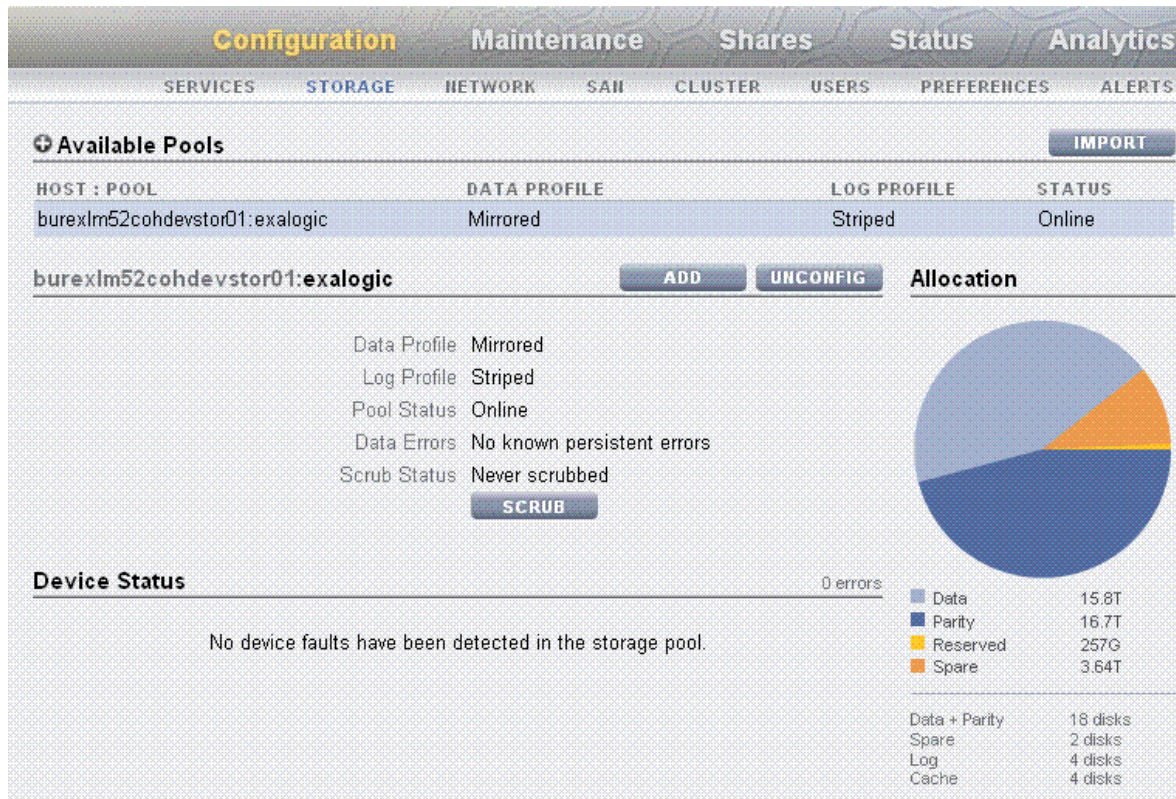 Configuration Maintenance Shares Status Analytics
SERVICES STORAGE NETWORK SAN CLUSTER USERS PREFERENCES ALERTS
Available Pools IMPORT
HOST : POOL DATA PROFILE LOG PROFILE STATUS
burexlm52cohdevstor01:exalogic Mirrored Striped Online
burexlm52cohdevstor01:exalogic ADD UNCONFIG Allocation
Data Profile Mirrored
Log Profile Striped
Pool Status Online
Data Errors No known persistent errors
Scrub Status Never scrubbed
SCRUB
Device Status 0 errors
No device faults have been detected in the storage pool.
Data 15.8T
Parity 16.7T
Reserved 257G
Spare 3.64T
Data + Parity 18 disks
Spare 2 disks
Log 4 disks
Cache 4 disks